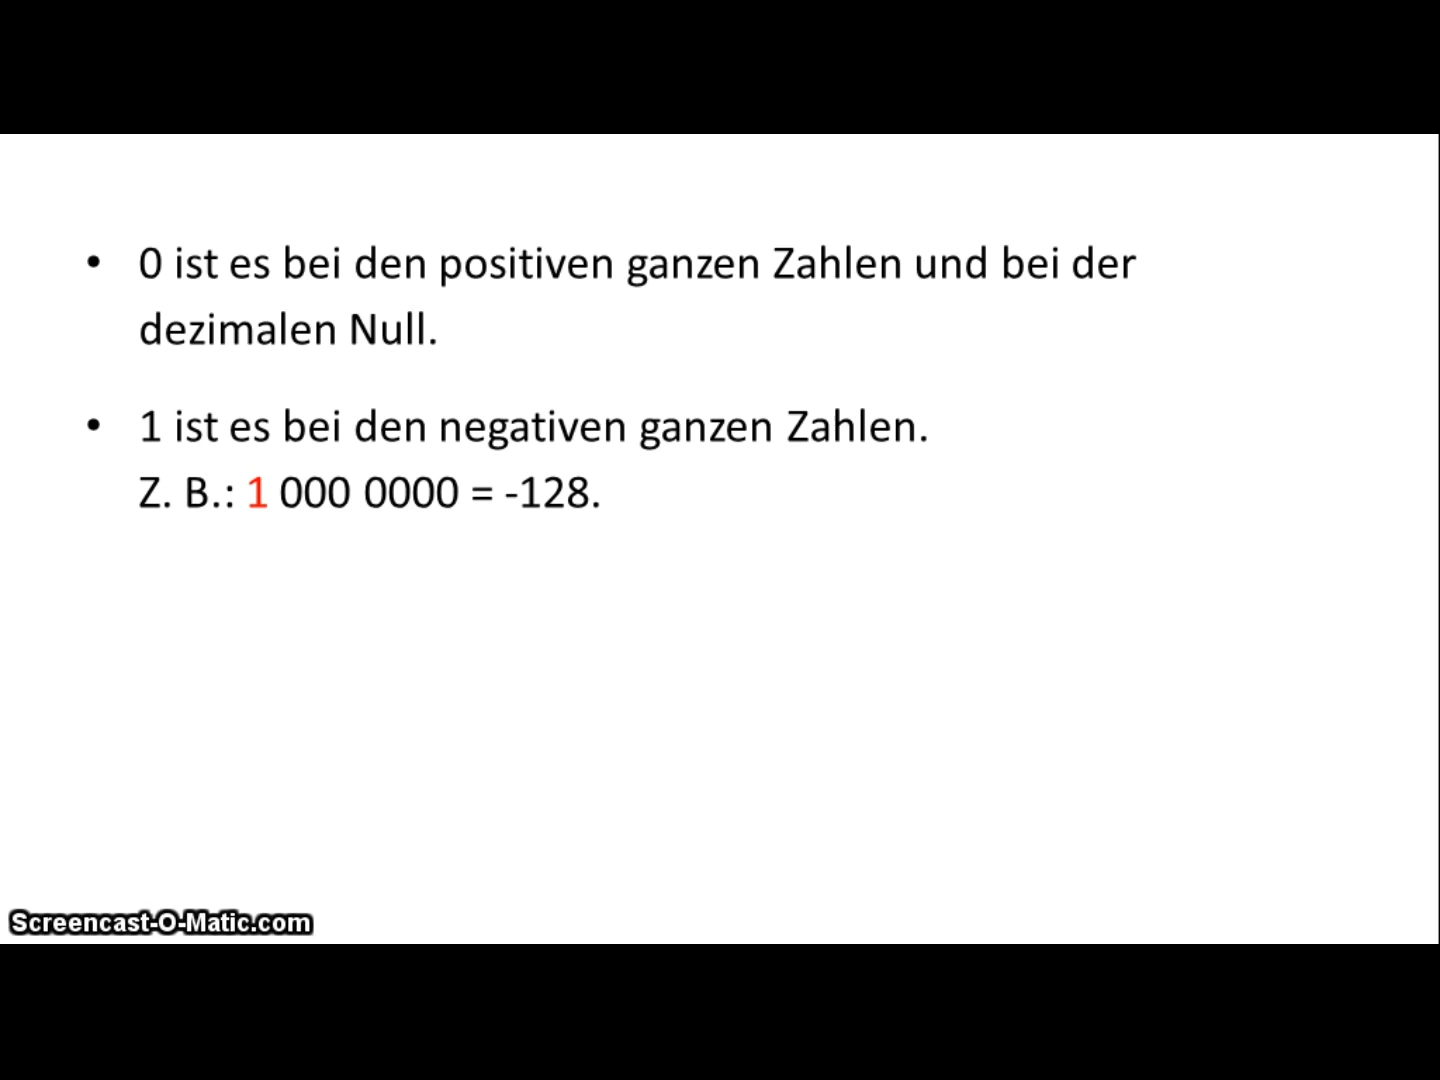 • 0 ist es bei den positiven ganzen Zahlen und bei der
dezimalen Null.
• 1 ist es bei den negativen ganzen Zahlen.
Z. B.: 1 000 0000 = -128.
Screencast-O-Matic.com